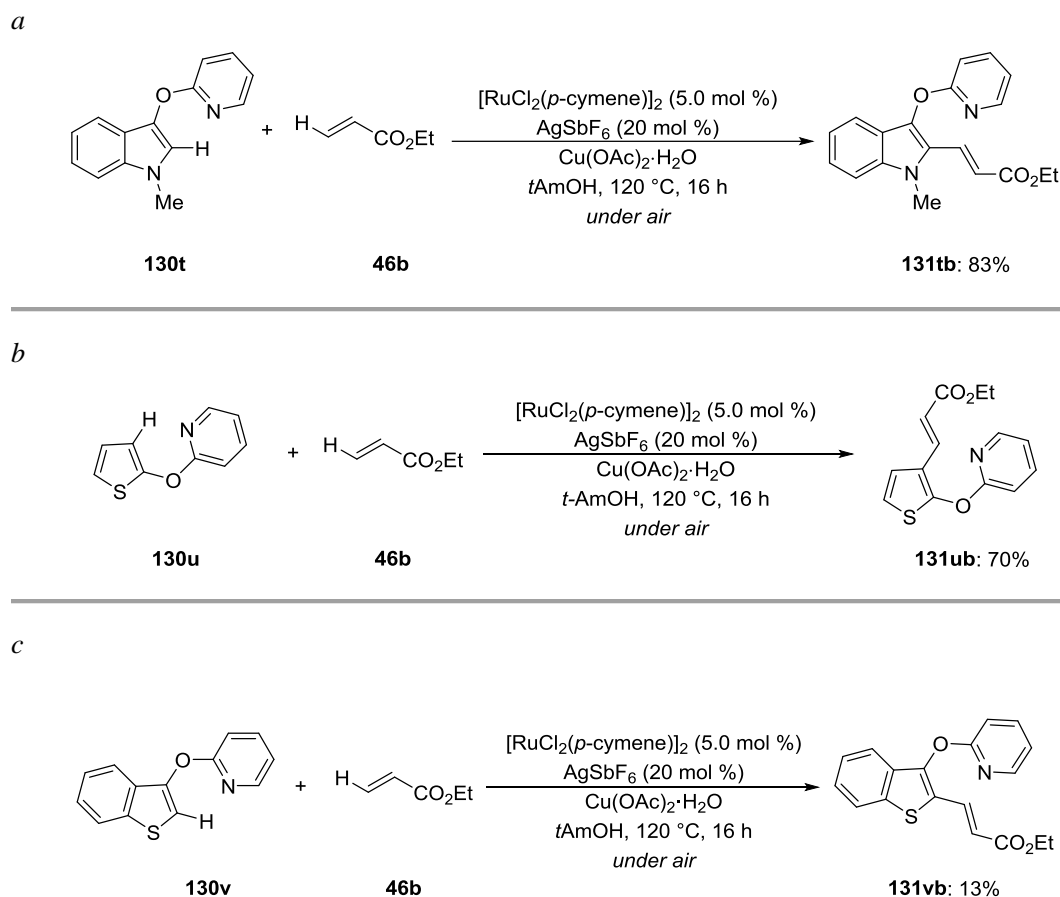 a
O
N
H
N
Me
+
H
CO₂Et
[RuCl₂(p-cymene)]₂ (5.0 mol %)
AgSbF₆ (20 mol %)
Cu(OAc)₂·H₂O
tAmOH, 120 °C, 16 h
under air
O
N
N
Me
CO₂Et
130t
46b
131tb: 83%
b
H
N
S
O
+
H
CO₂Et
[RuCl₂(p-cymene)]₂ (5.0 mol %)
AgSbF₆ (20 mol %)
Cu(OAc)₂·H₂O
t-AmOH, 120 °C, 16 h
under air
CO₂Et
N
S
O
130u
46b
131ub: 70%
c
O
N
S
H
+
H
CO₂Et
[RuCl₂(p-cymene)]₂ (5.0 mol %)
AgSbF₆ (20 mol %)
Cu(OAc)₂·H₂O
tAmOH, 120 °C, 16 h
under air
O
N
S
CO₂Et
130v
46b
131vb: 13%